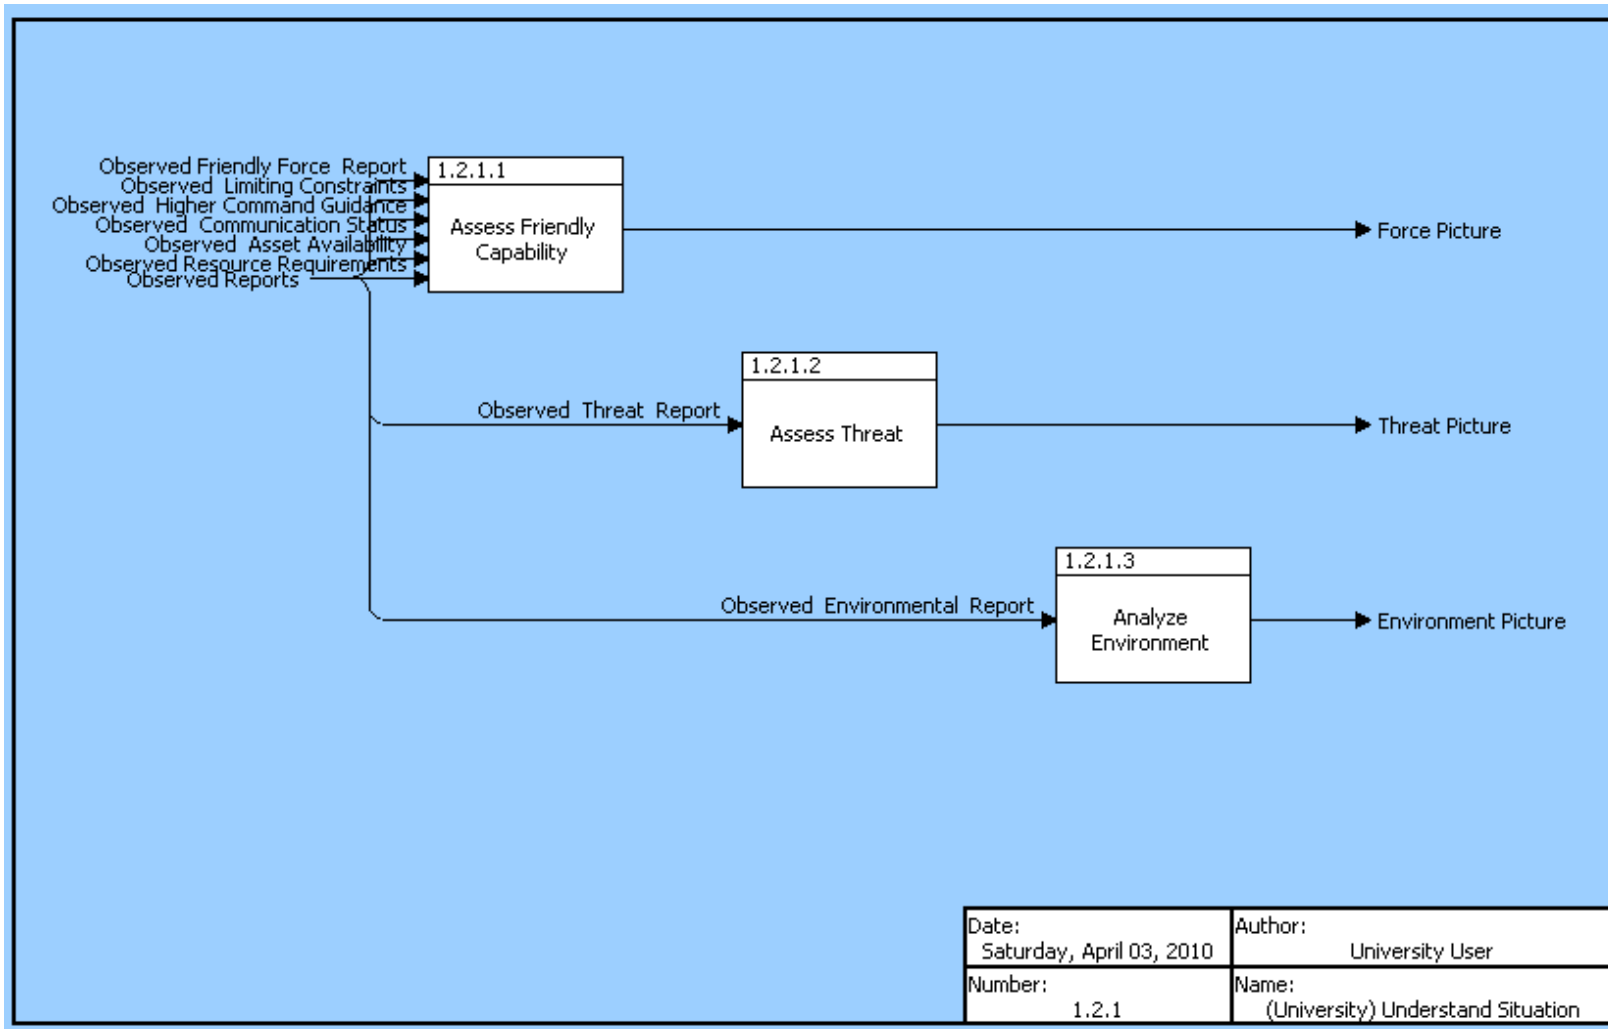 Observed Friendly Force Report
Observed Limiting Constraints
Observed Higher Command Guidance
Observed Communication Status
Observed Asset Availability
Observed Resource Requirements
Observed Reports
1.2.1.1
Assess Friendly
Capability
Force Picture
1.2.1.2
Observed Threat Report
Assess Threat
Threat Picture
1.2.1.3
Observed Environmental Report
Analyze
Environment
Environment Picture
Date:
Saturday, April 03, 2010
Author:
University User
Number:
1.2.1
Name:
(University) Understand Situation